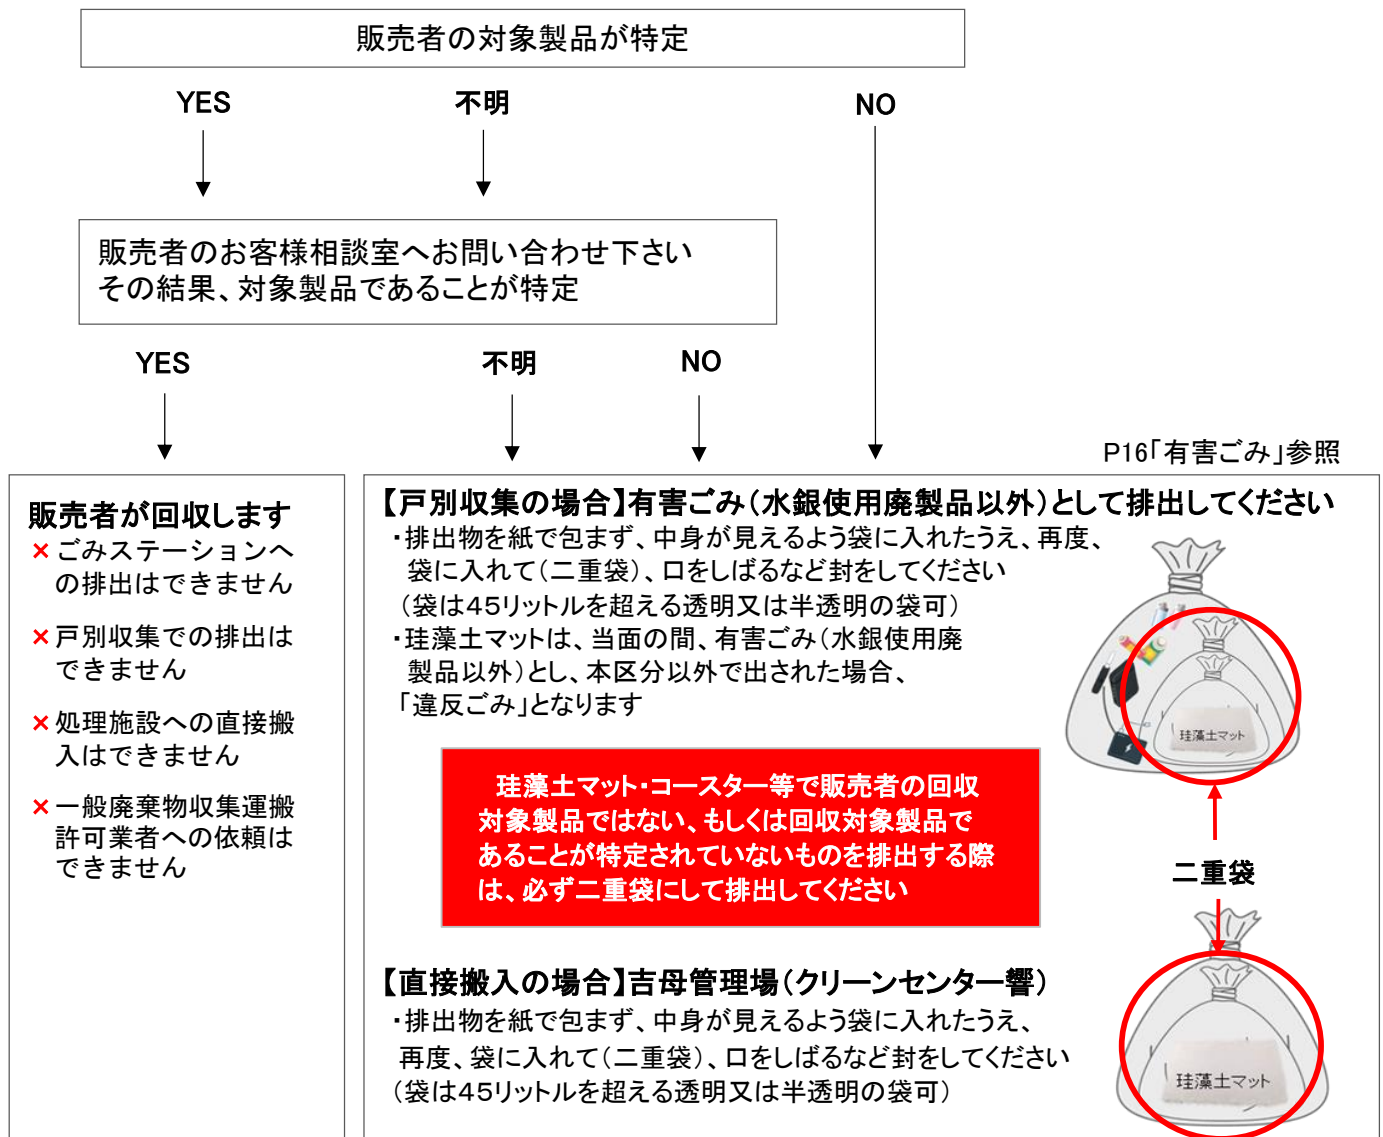 販売者の対象製品が特定
YES
不明
NO
販売者のお客様相談室へお問い合わせ下さい
その結果、対象製品であることが特定
YES
不明
NO
P16「有害ごみ」参照
販売者が回収します
×ごみステーションへ
の排出はできません
×戸別収集での排出は
できません
×処理施設への直接搬
入はできません
×一般廃棄物収集運搬
許可業者への依頼は
できません
【戸別収集の場合】有害ごみ(水銀使用廃製品以外)として排出してください
・排出物を紙で包まず、中身が見えるよう袋に入れたうえ、再度、
袋に入れて(二重袋)、口をしばるなど封をしてください
(袋は45リットルを超える透明又は半透明の袋可)
・珪藻土マットは、当面の間、有害ごみ(水銀使用廃
製品以外)とし、本区分以外で出された場合、
「違反ごみ」となります
珪藻土マット
珪藻土マット・コースター等で販売者の回収
対象製品ではない、もしくは回収対象製品で
あることが特定されていないものを排出する際
は、必ず二重袋にして排出してください
二重袋
【直接搬入の場合】吉母管理場(クリーンセンター響)
・排出物を紙で包まず、中身が見えるよう袋に入れたうえ、
再度、袋に入れて(二重袋)、口をしばるなど封をしてください
(袋は45リットルを超える透明又は半透明の袋可)
珪藻土マット